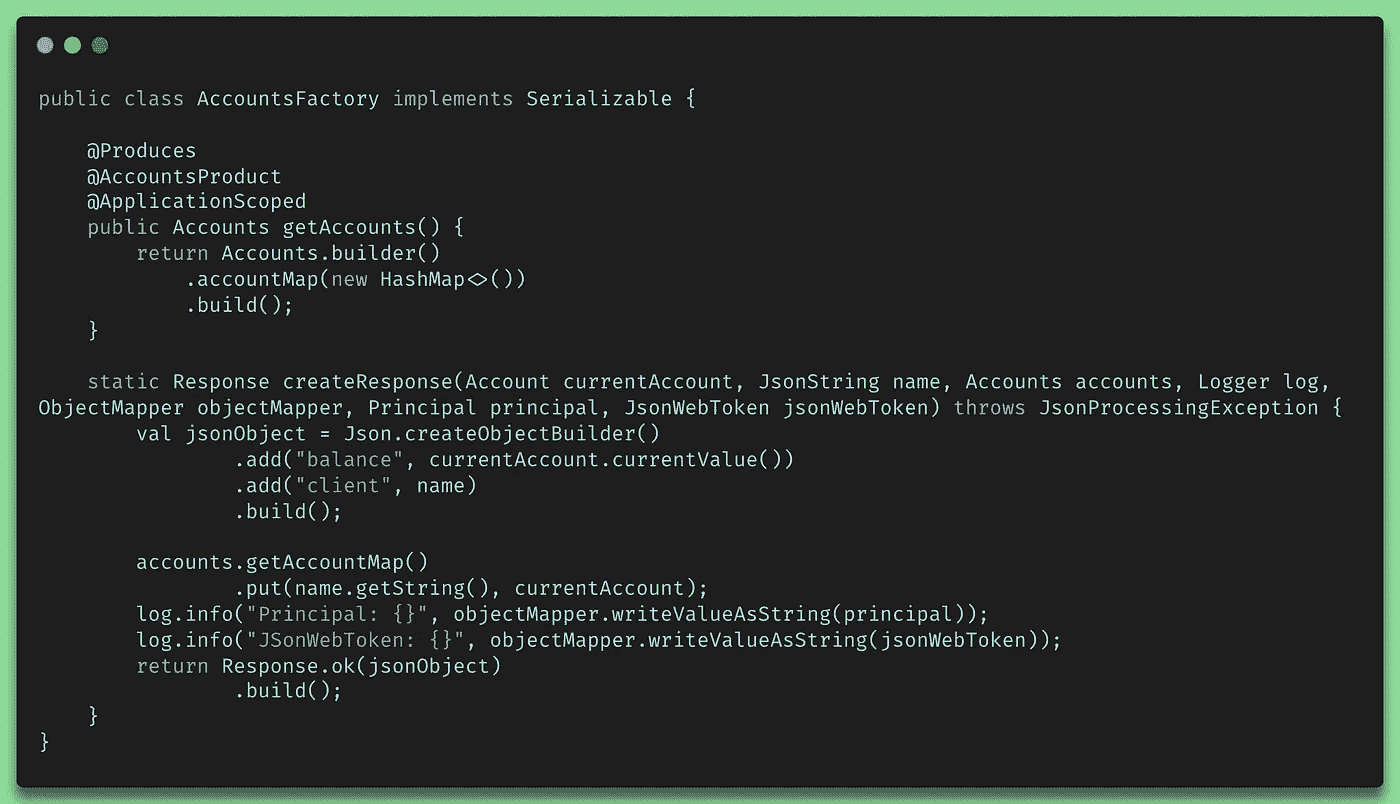 public class AccountsFactory implements Serializable {
@Produces
@AccountsProduct
@ApplicationScoped
public Accounts getAccounts() {
return Accounts.builder()
.accountMap(new HashMap<>())
.build();
}
static Response createResponse(Account currentAccount, JsonString name, Accounts accounts, Logger log,
ObjectMapper objectMapper, Principal principal, JsonWebToken jsonWebToken) throws JsonProcessingException {
val jsonObject = Json.createObjectBuilder()
.add("balance", currentAccount.currentValue())
.add("client", name)
.build();
accounts.getAccountMap()
.put(name.getString(), currentAccount);
log.info("Principal: {}", objectMapper.writeValueAsString(principal));
log.info("JSonWebToken: {}", objectMapper.writeValueAsString(jsonWebToken));
return Response.ok(jsonObject)
.build();
}
}